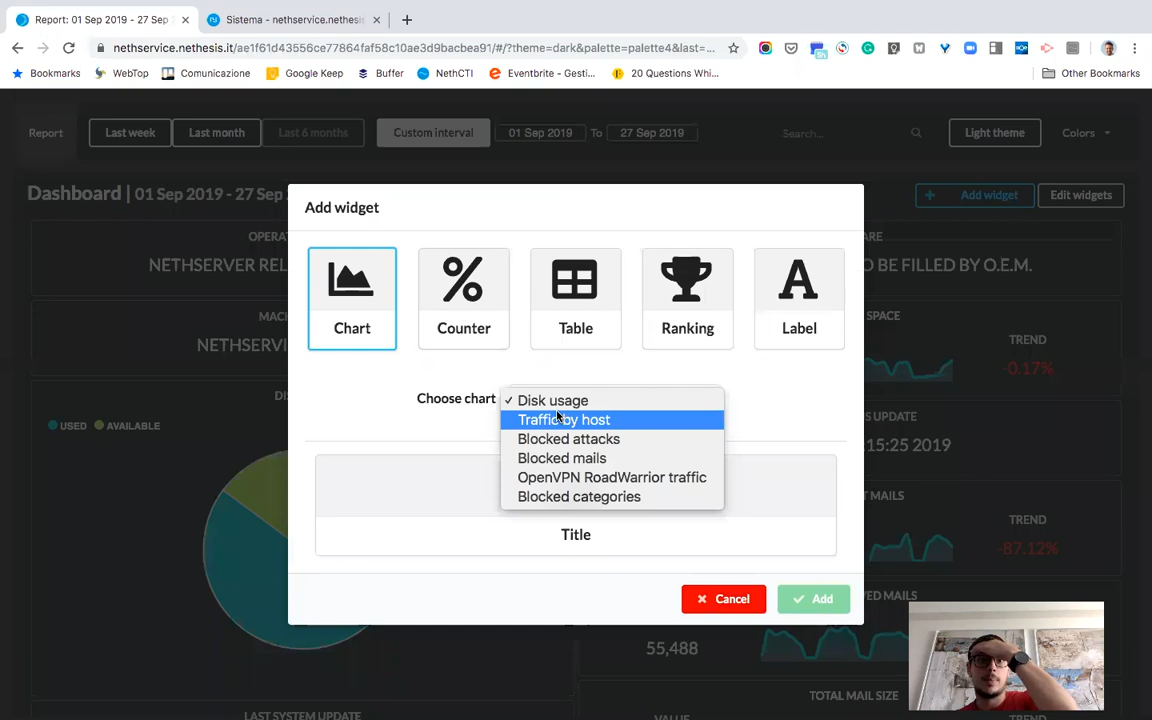 Report: 01 Sep 2019 - 27 Sep
Sistema - nethservice.nethesis.
nethservice.nethesis.it/ae1f61d43556ce77864faf58c10ae3d9bacbea91/#/?theme=dark&palette=palette4&last=...
Bookmarks WebTop Comunicazione Google Keep Buffer NethCTI Eventbrite - Gesti... 20 Questions Whi... Other Bookmarks
Report Last week Last month Last 6 months Custom interval 01 Sep 2019 To 27 Sep 2019 Search... Light theme Colors
Dashboard | 01 Sep 2019 - 27 Sep 2
Add widget Edit widgets
Add widget
NETHSERVER REL
O BE FILLED BY O.E.M.
Chart Counter Table Ranking Label
SPACE
TREND
-0.17%
NETHSERVI
Choose chart
Disk usage
Traffic by host
Blocked attacks
Blocked mails
OpenVPN RoadWarrior traffic
Blocked categories
USED AVAILABLE
S UPDATE
:15:25 2019
MAILS
TREND
-87.12%
Title
Cancel Add
VED MAILS
55,488
TOTAL MAIL SIZE
LAST SYSTEM UPDATE
VALUE
TREND